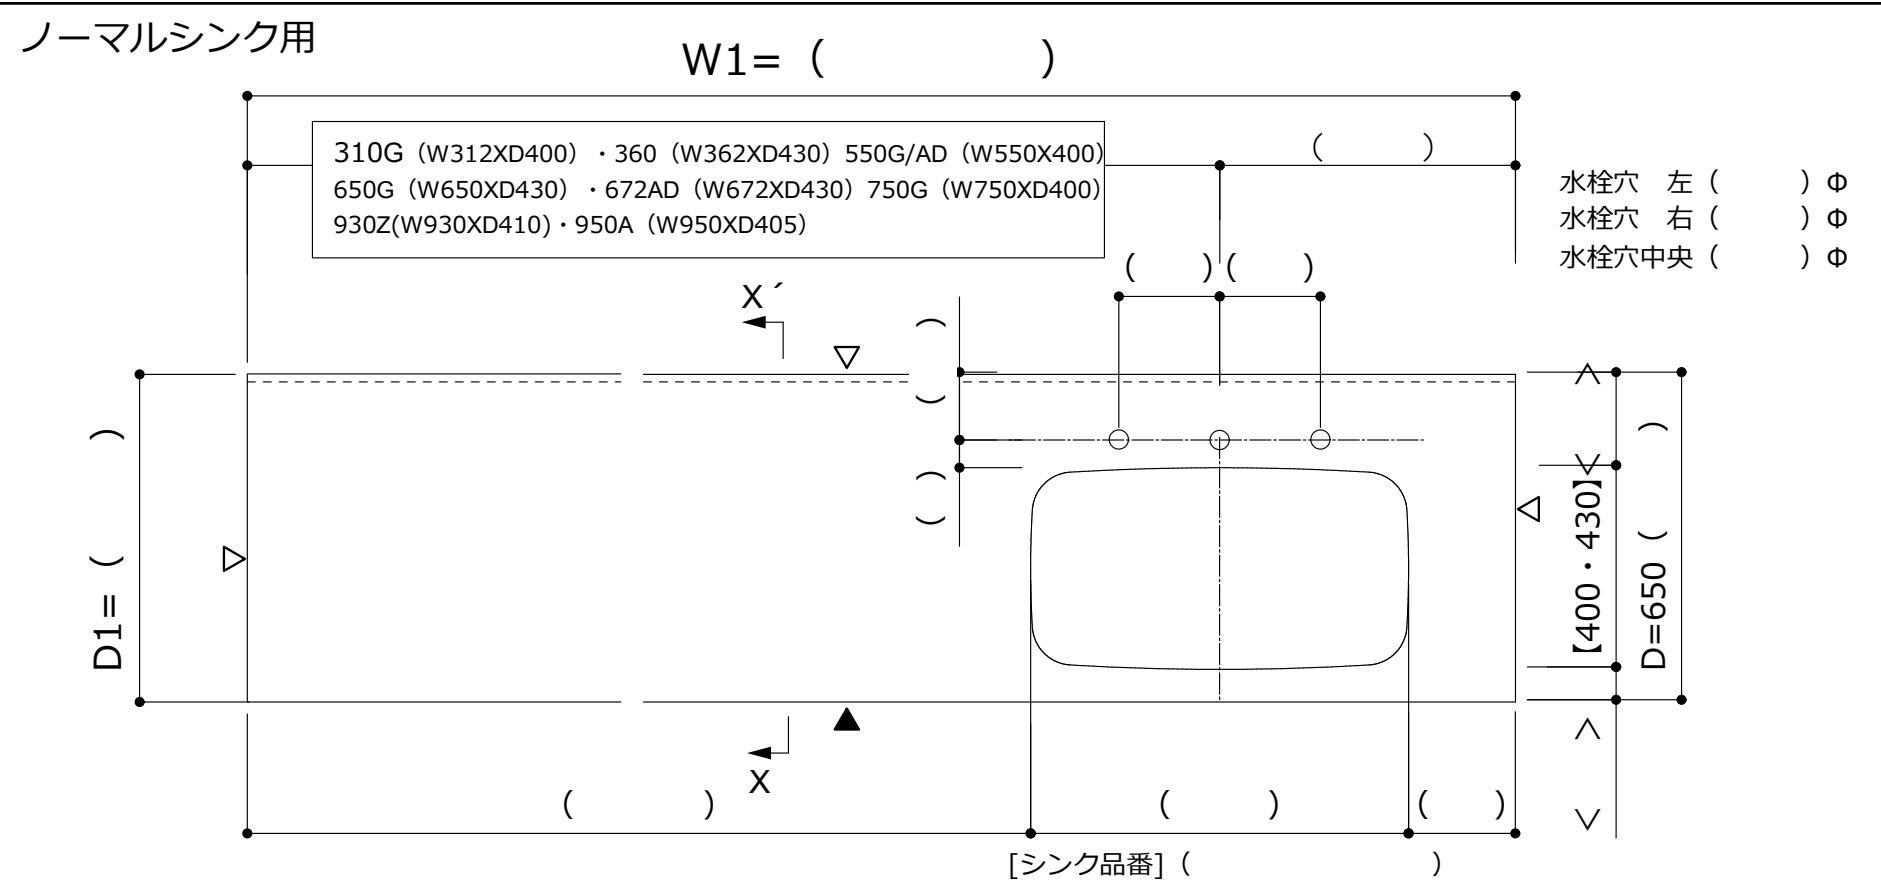 ノーマルシンク用
W1=（　　　　　）
310G（W312XD400）・360（W362XD430）550G/AD（W550X400）
650G（W650XD430）・672AD（W672XD430）750G（W750XD400）
930Z(W930XD410)・950A（W950XD405）
（　　　）
水栓穴　左（　　　）Φ
水栓穴　右（　　　）Φ
水栓穴中央（　　　）Φ
（　　）（　　）
X´
（　　）
（　　）
D1=（　　　　）
＜　　＞
【400・430】
D=650（　　　）
＜　　＞
X
（　　　　）
（　　　）
（　　）
[シンク品番]（　　　　　　　）